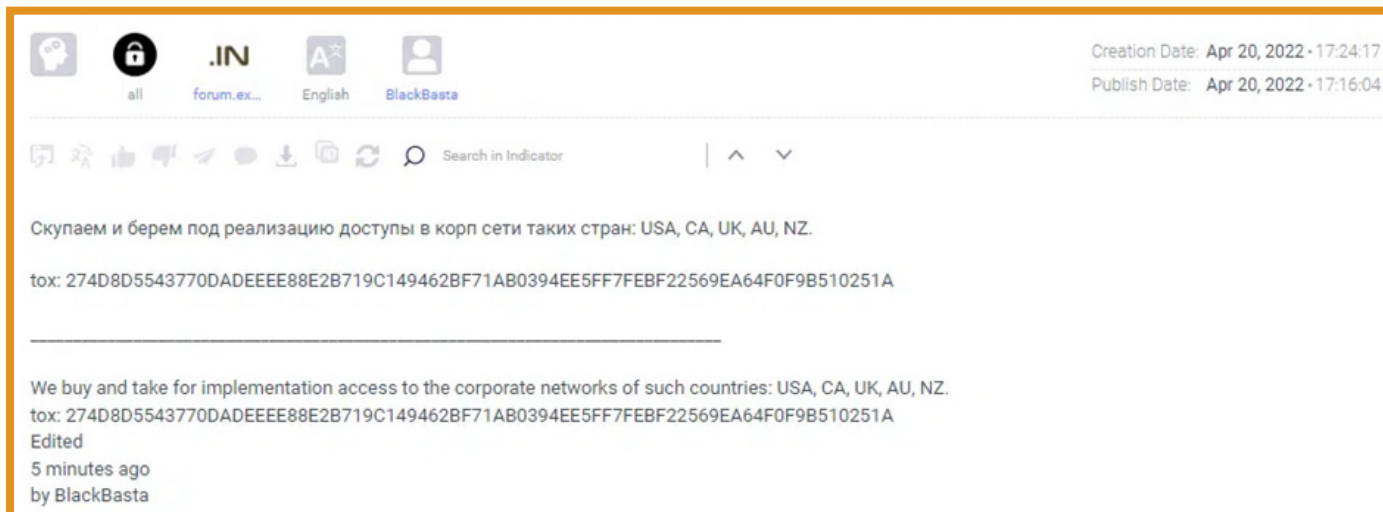 .IN
A文
all
forum.ex...
English
BlackBasta
Creation Date: Apr 20, 2022 • 17:24:17
Publish Date: Apr 20, 2022 • 17:16:04
Search in Indicator
Скупаем и берем под реализацию доступы в корп сети таких стран: USA, CA, UK, AU, NZ.
tox: 274D8D5543770DADEEEE88E2B719C149462BF71AB0394EE5FF7FEBF22569EA64F0F9B510251A
We buy and take for implementation access to the corporate networks of such countries: USA, CA, UK, AU, NZ.
tox: 274D8D5543770DADEEEE88E2B719C149462BF71AB0394EE5FF7FEBF22569EA64F0F9B510251A
Edited
5 minutes ago
by BlackBasta